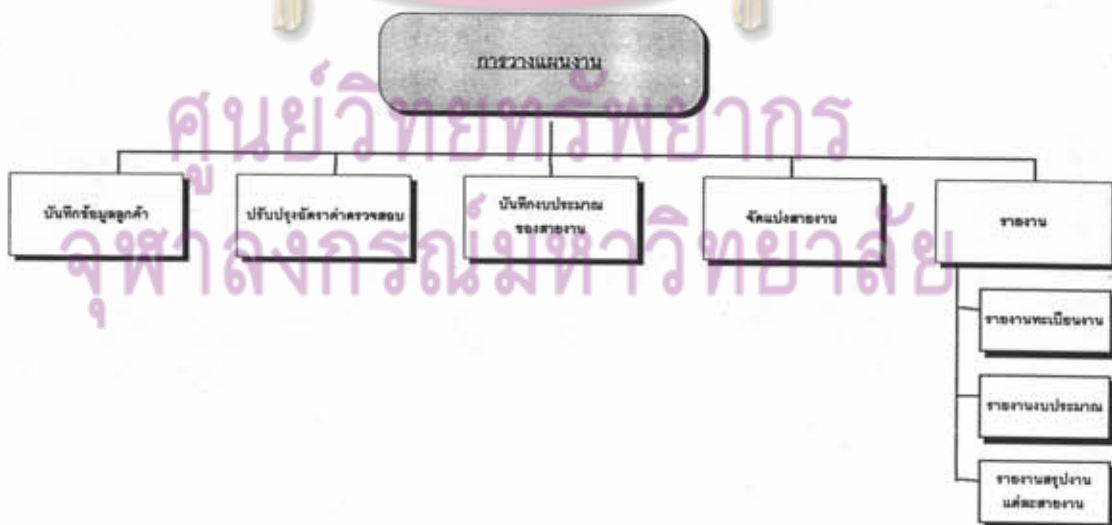 การวางแผนงาน
ศูนย์วิทยทรัพยากร
บันทึกข้อมูลลูกค้า
ปรับปรุงอัตราค่าตรวจสอบ
บันทึกงบประมาณ
ของสายงาน
จัดแบ่งสายงาน
รายงาน
จุฬาลงกรณ์มหาวิทยาลัย
รายงานทะเบียนงาน
รายงานงบประมาณ
รายงานสรุปงาน
แต่ละสายงาน